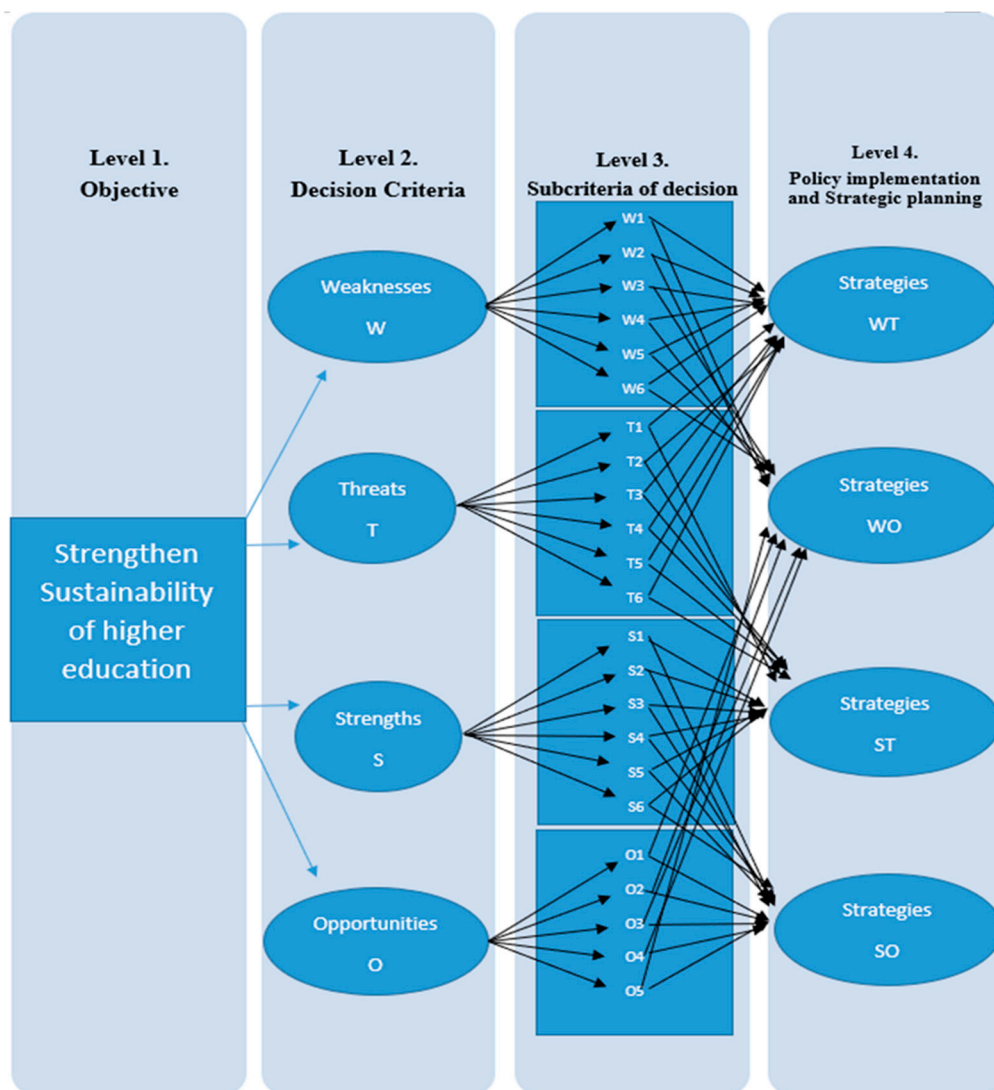 Level 1.
Objective
Strengthen
Sustainability
of higher
education
Level 2.
Decision Criteria
Weaknesses
W
Threats
T
Strengths
S
Opportunities
O
Level 3.
Subcriteria of decision
W1
W2
W3
W4
W5
W6
T1
T2
T3
T4
T5
T6
S1
S2
S3
S4
S5
S6
O1
O2
O3
O4
O5
Level 4.
Policy implementation
and Strategic planning
Strategies
WT
Strategies
WO
Strategies
ST
Strategies
SO